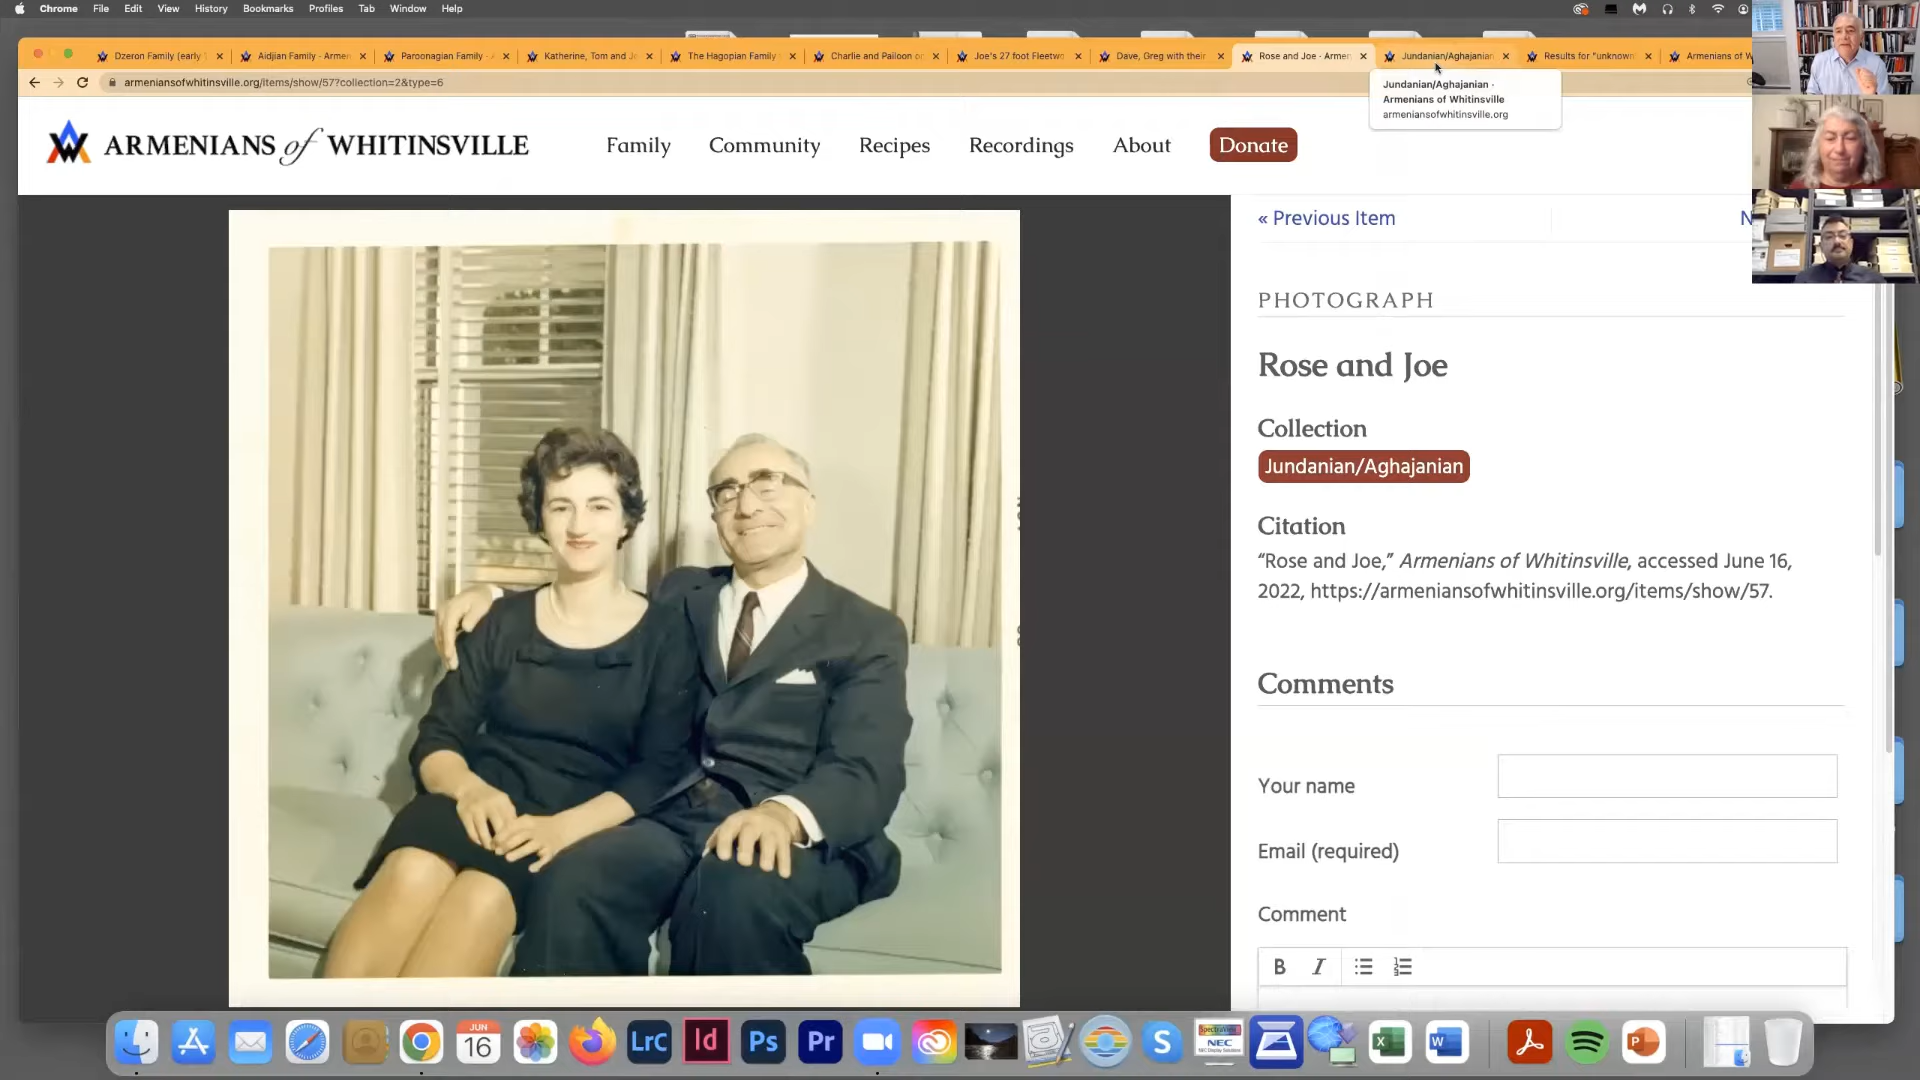 Chrome File Edit View History Bookmarks Profiles Tab Window Help
Dzeron Family (early Aidjian Family - Armen Paroonagian Family - Katherine, Tom and Jo The Hagopian Family Charlie and Pailoon or Joe's 27 foot Fleetwo Dave, Greg with their Rose and Joe - Armen Jundanian/Aghajanian Results for "unknown Armenians of W
armeniansofwhitinsville.org/items/show/57?collection=2&type=6
Jundanian/Aghajanian -
Armenians of Whitinsville
armeniansofwhitinsville.org
ARMENIANS of WHITINSVILLE
Family Community Recipes Recordings About Donate
« Previous Item N
PHOTOGRAPH
Rose and Joe
Collection
Jundanian/Aghajanian
Citation
“Rose and Joe,” Armenians of Whitinsville, accessed June 16,
2022, https://armeniansofwhitinsville.org/items/show/57.
Comments
Your name
Email (required)
Comment
B I
JUN
16
LrC Id Ps Pr S
SpectraView
NEC
X W P